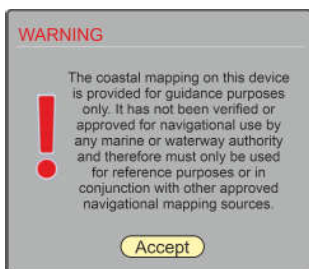 WARNING
The coastal mapping on this device
is provided for guidance purposes
only. It has not been verified or
approved for navigational use by
any marine or waterway authority
and therefore must only be used
for reference purposes or in
conjunction with other approved
navigational mapping sources.
Accept